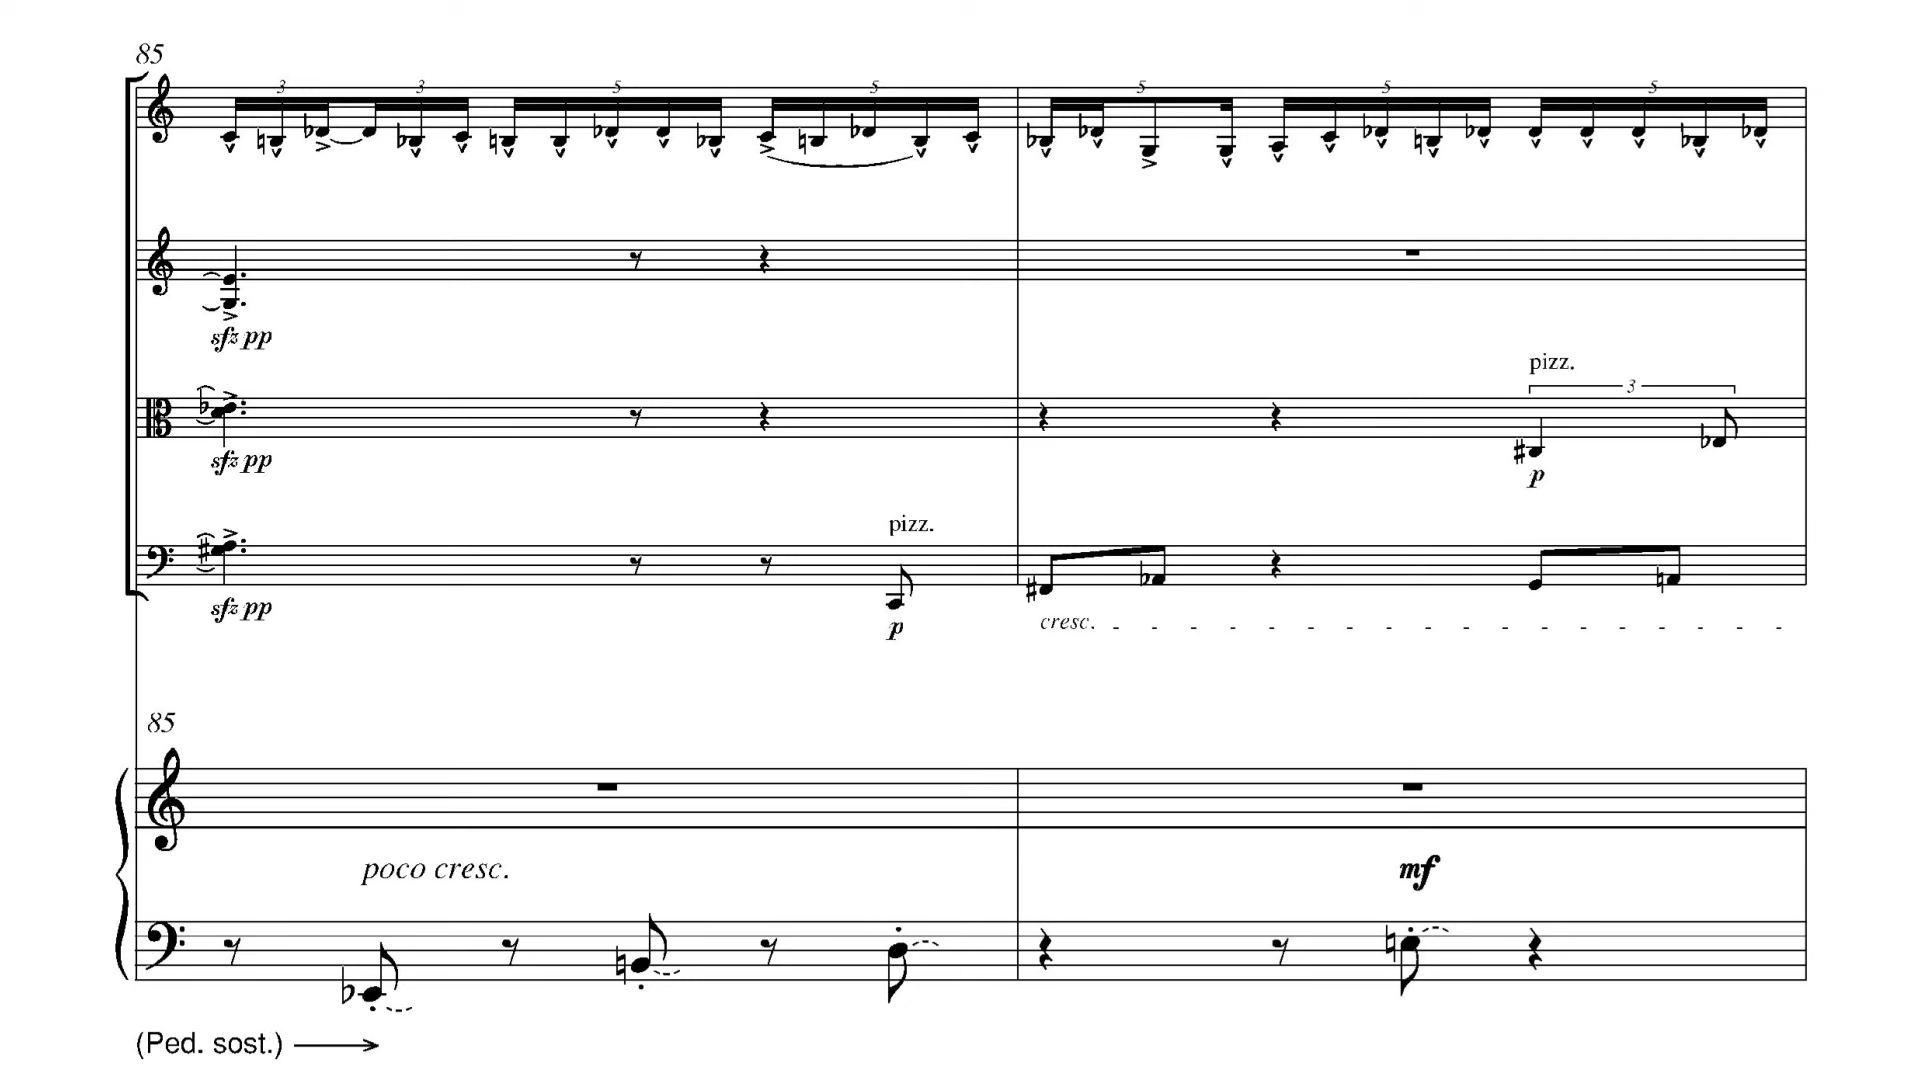 85
3 3 5 5 5 5 5
sfz pp
pizz.
3
sfz pp
p
pizz.
sfz pp
p
cresc.
85
poco cresc.
mf
(Ped. sost.)